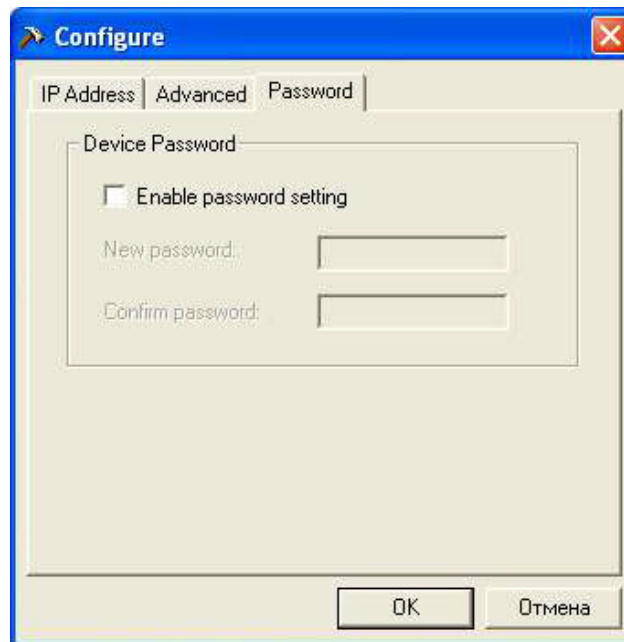 Configure
IP Address Advanced Password
Device Password
Enable password setting
New password:
Confirm password:
OK Отмена